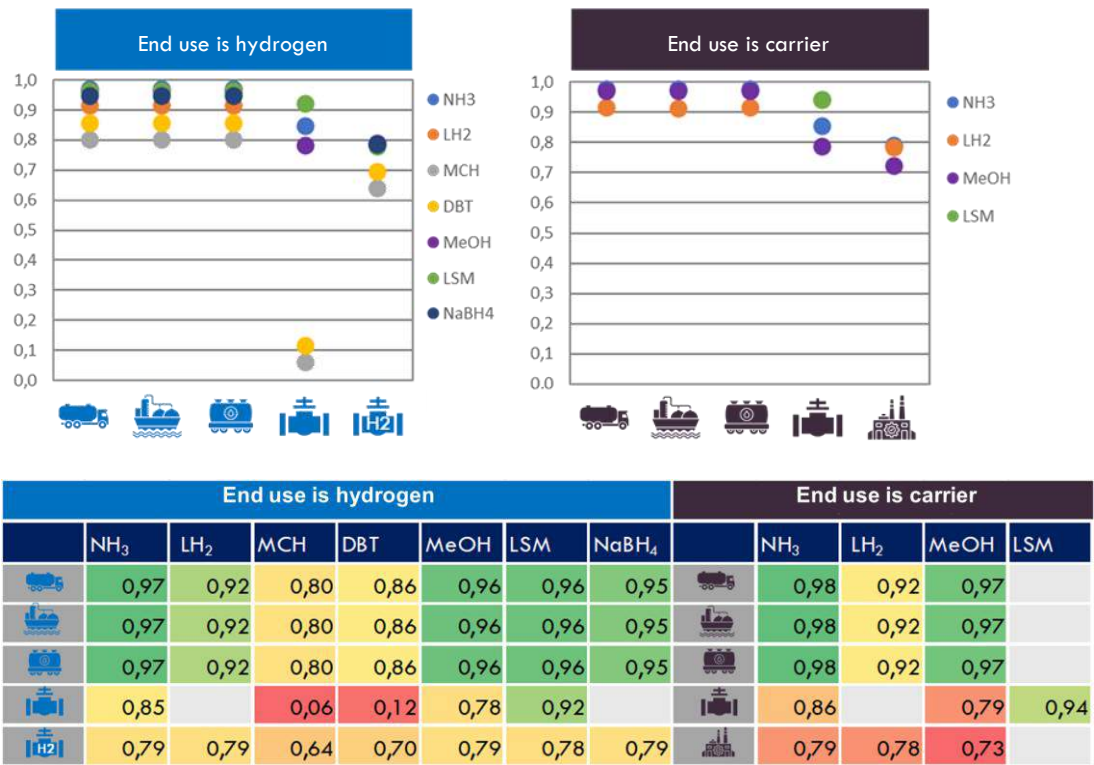 End use is hydrogen
1,0
0,9
0,8
0,7
0,6
0,5
0,4
0,3
0,2
0,1
0,0
NH3
LH2
MCH
DBT
MeOH
LSM
NaBH4
H2
End use is carrier
1,0
0,9
0,8
0,7
0,6
0,5
0,4
0,3
0,2
0,1
0.0
NH3
LH2
MeOH
LSM
End use is hydrogen End use is carrier
NH₃ LH₂ MCH DBT MeOH LSM NaBH₄ NH₃ LH₂ MeOH LSM
0,97 0,92 0,80 0,86 0,96 0,96 0,95 0,98 0,92 0,97
0,97 0,92 0,80 0,86 0,96 0,96 0,95 0,98 0,92 0,97
0,97 0,92 0,80 0,86 0,96 0,96 0,95 0,98 0,92 0,97
0,85 0,06 0,12 0,78 0,92 0,86 0,79 0,94
H2 0,79 0,79 0,64 0,70 0,79 0,78 0,79 0,79 0,78 0,73